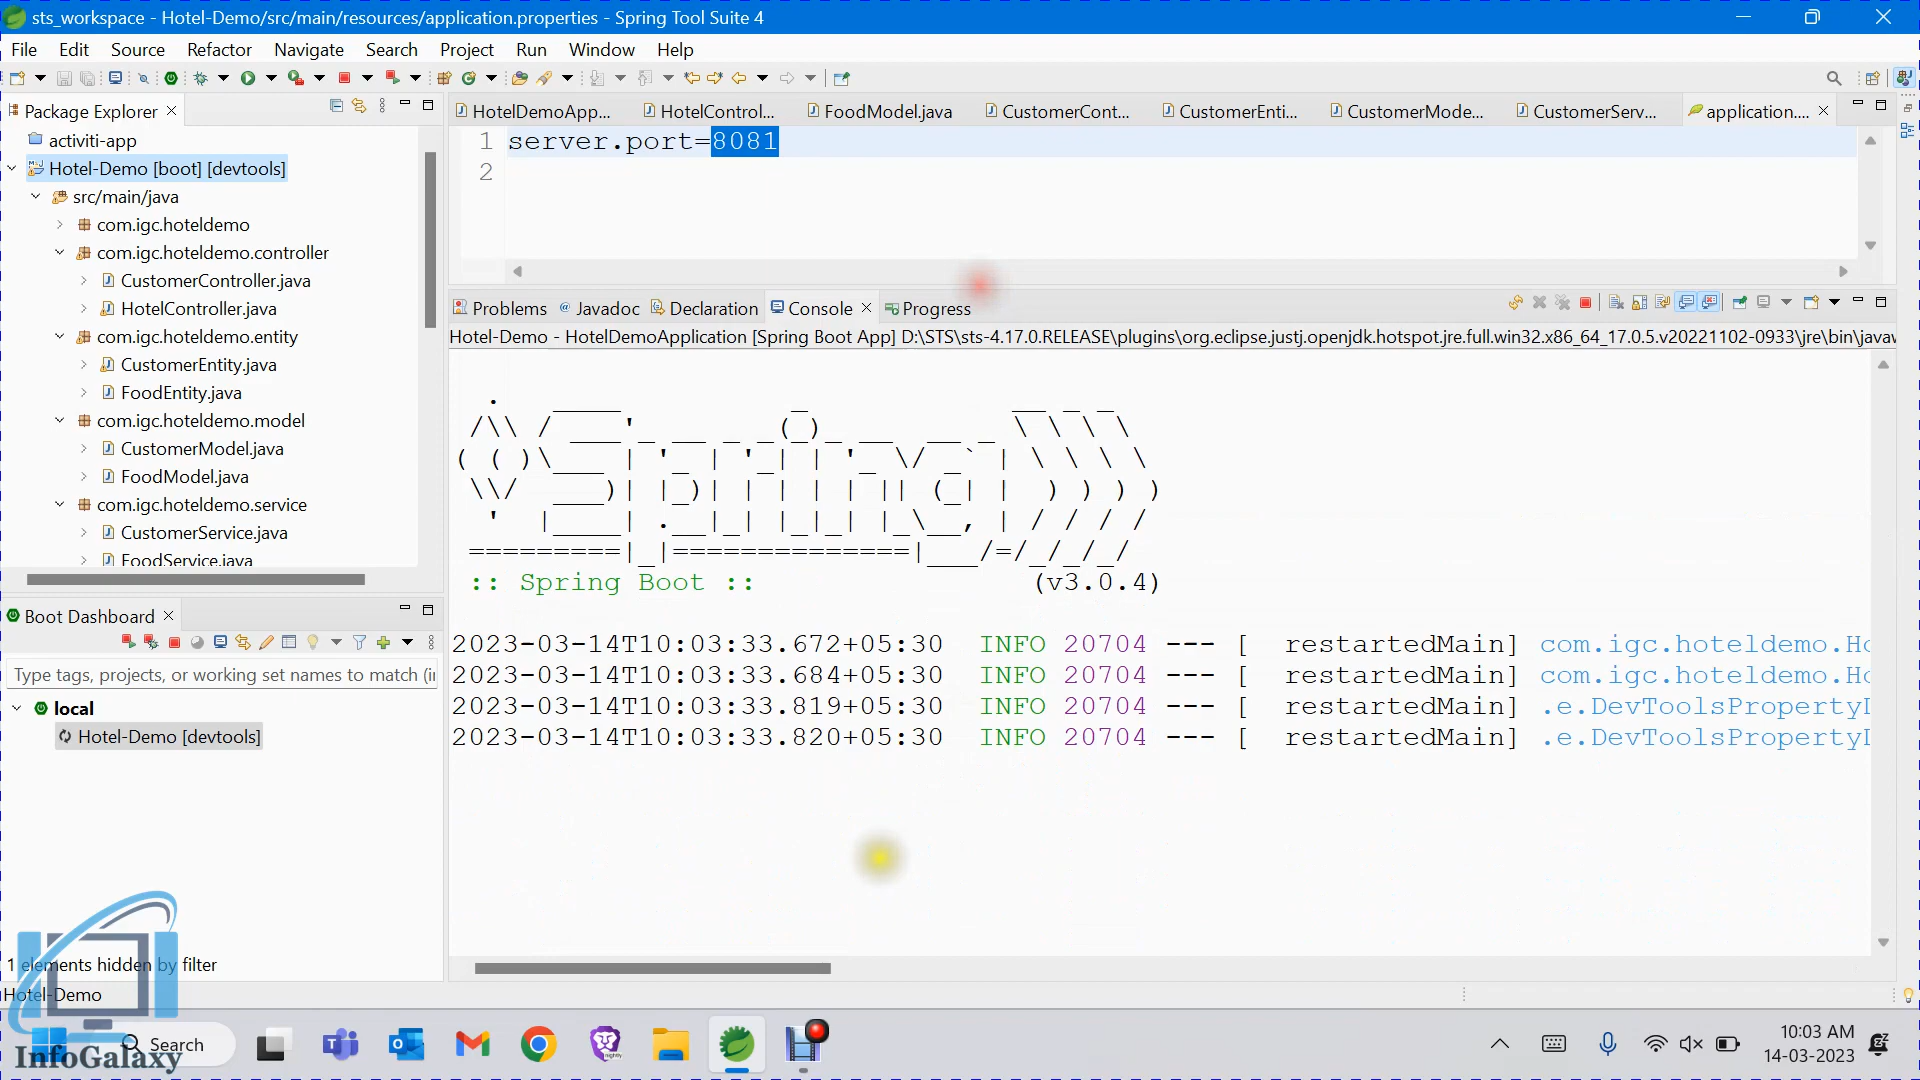 sts_workspace - Hotel-Demo/src/main/resources/application.properties - Spring Tool Suite 4
File Edit Source Refactor Navigate Search Project Run Window Help
Package Explorer
activiti-app
Hotel-Demo [boot] [devtools]
src/main/java
com.igc.hoteldemo
com.igc.hoteldemo.controller
CustomerController.java
HotelController.java
com.igc.hoteldemo.entity
CustomerEntity.java
FoodEntity.java
com.igc.hoteldemo.model
CustomerModel.java
FoodModel.java
com.igc.hoteldemo.service
CustomerService.java
FoodService.java
HotelDemoApp... HotelControl... FoodModel.java CustomerCont... CustomerEnti... CustomerMode... CustomerServ... application....
1 server.port=8081
2
Problems Javadoc Declaration Console Progress
Hotel-Demo - HotelDemoApplication [Spring Boot App] D:\STS\sts-4.17.0.RELEASE\plugins\org.eclipse.justj.openjdk.hotspot.jre.full.win32.x86_64_17.0.5.v20221102-0933\jre\bin\javaw
Spring
:: Spring Boot :: (v3.0.4)
2023-03-14T10:03:33.672+05:30 INFO 20704 --- [ restartedMain] com.igc.hoteldemo.Ho
2023-03-14T10:03:33.684+05:30 INFO 20704 --- [ restartedMain] com.igc.hoteldemo.Ho
2023-03-14T10:03:33.819+05:30 INFO 20704 --- [ restartedMain] .e.DevToolsPropertyD
2023-03-14T10:03:33.820+05:30 INFO 20704 --- [ restartedMain] .e.DevToolsPropertyD
Boot Dashboard
Type tags, projects, or working set names to match (i
local
Hotel-Demo [devtools]
1 elements hidden by filter
Hotel-Demo
InfoGalaxy
Search
10:03 AM
14-03-2023